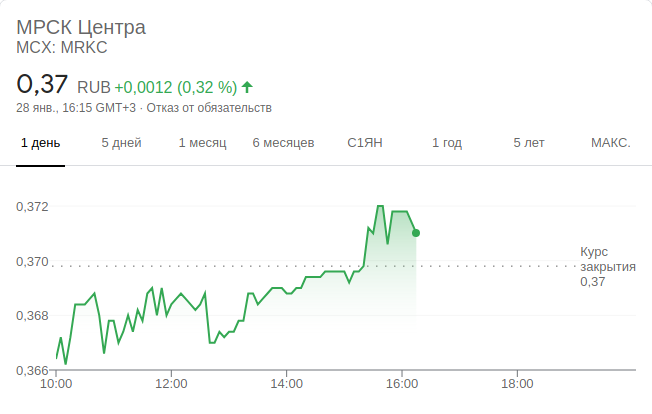 МРСК Центра
MCX: MRKC
0,37 RUB +0,0012 (0,32 %)
28 янв., 16:15 GMT+3 · Отказ от обязательств
1 день 5 дней 1 месяц 6 месяцев С1ЯН 1 год 5 лет МАКС.
0,372
0,370
0,368
0,366
Курс
закрытия
0,37
10:00 12:00 14:00 16:00 18:00